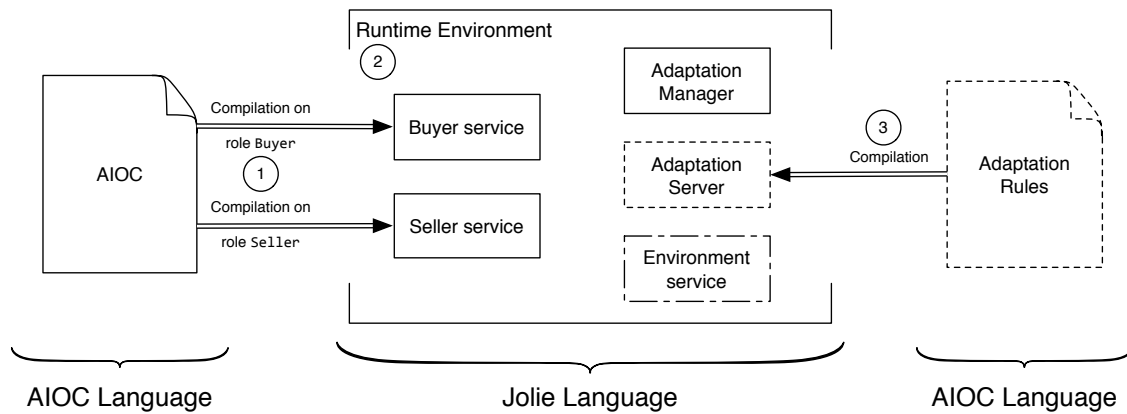 Runtime Environment
2
Adaptation
Manager
Compilation on
role Buyer
Buyer service
3
Compilation
AIOC
1
Adaptation
Server
Adaptation
Rules
Compilation on
role Seller
Seller service
Environment
service
AIOC Language
Jolie Language
AIOC Language